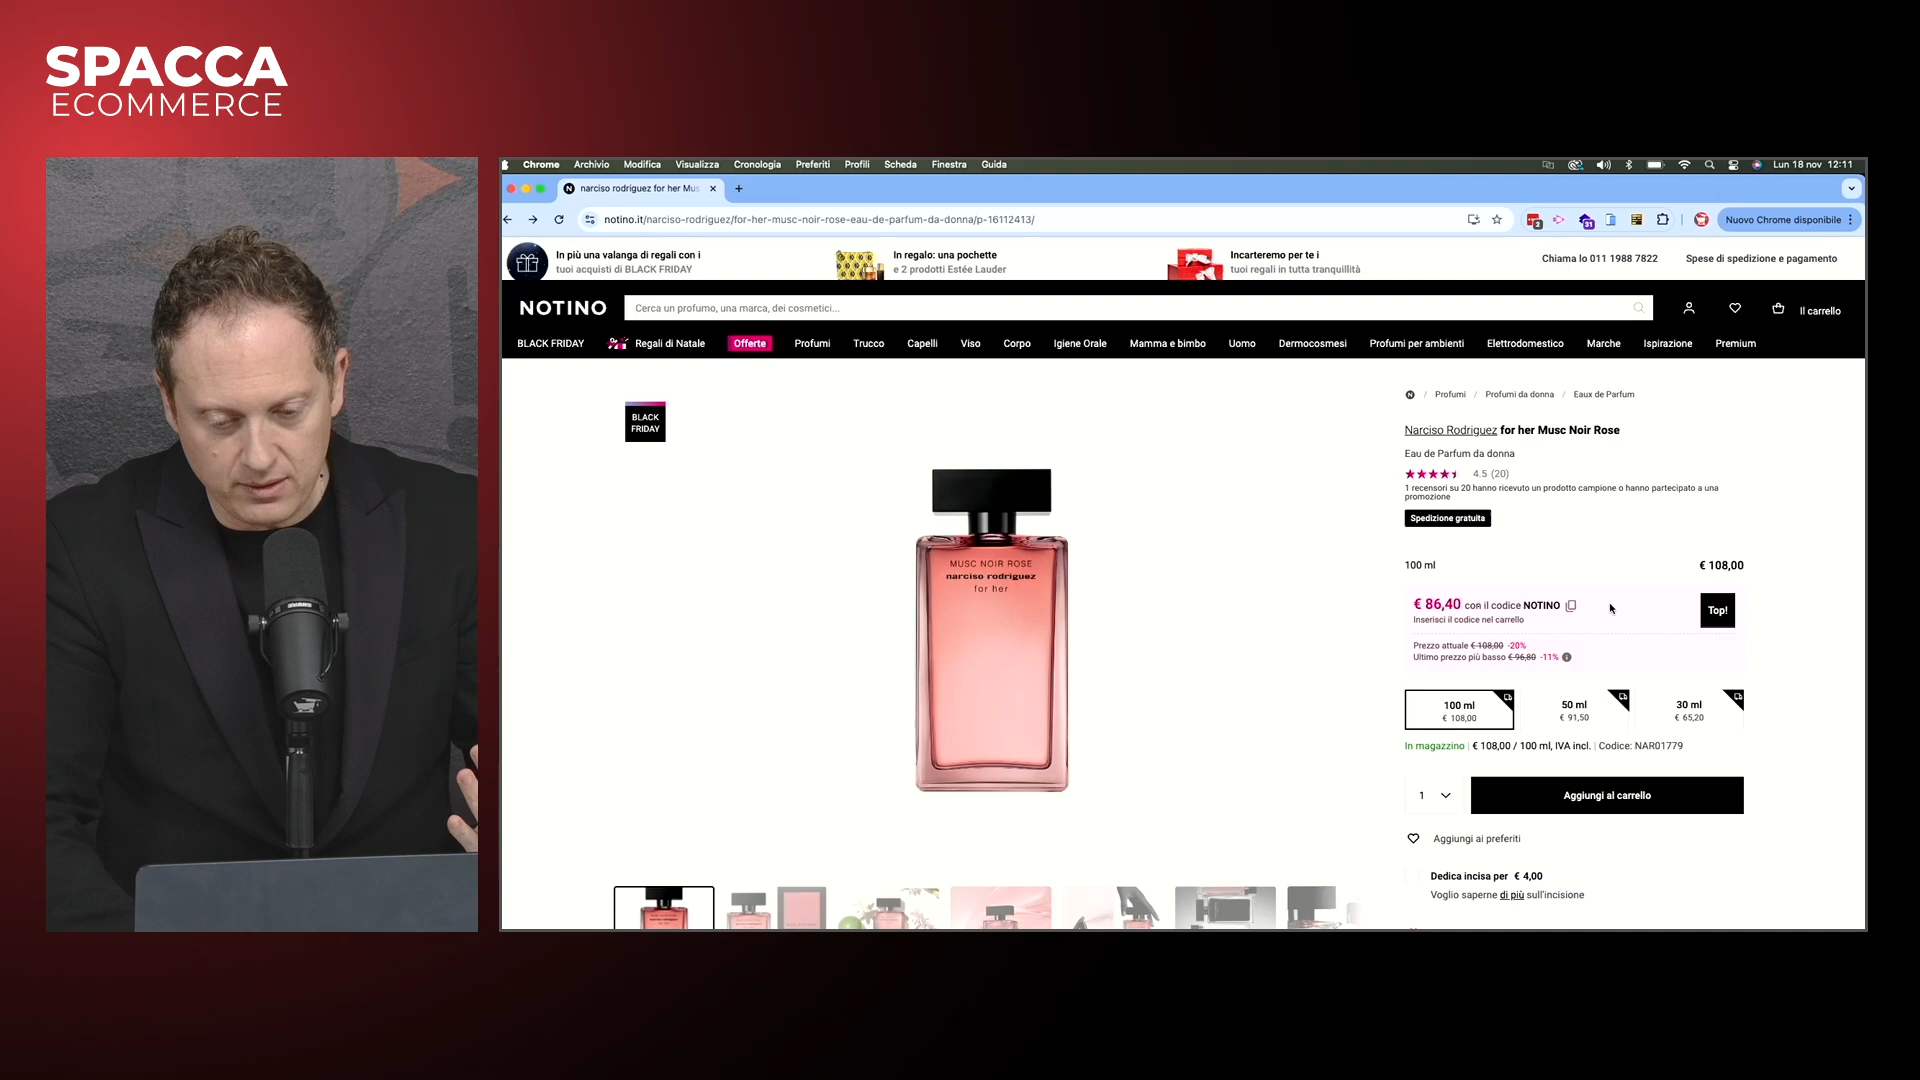 SPACCA
ECOMMERCE
Chrome Archivio Modifica Visualizza Cronologia Preferiti Profili Scheda Finestra Guida Lun 18 nov 12:11
narciso rodriguez for her Mus
notino.it/narciso-rodriguez/for-her-musc-noir-rose-eau-de-parfum-da-donna/p-16112413/
2
31
Nuovo Chrome disponibile
In più una valanga di regali con i
tuoi acquisti di BLACK FRIDAY
In regalo: una pochette
e 2 prodotti Estée Lauder
Incarteremo per te i
tuoi regali in tutta tranquillità
Chiama lo 011 1988 7822
Spese di spedizione e pagamento
NOTINO
Cerca un profumo, una marca, dei cosmetici...
Il carrello
BLACK FRIDAY Regali di Natale Offerte Profumi Trucco Capelli Viso Corpo Igiene Orale Mamma e bimbo Uomo Dermocosmesi Profumi per ambienti Elettrodomestico Marche Ispirazione Premium
BLACK
FRIDAY
MUSC NOIR ROSE
narciso rodriguez
for her
N / Profumi / Profumi da donna / Eaux de Parfum
Narciso Rodriguez for her Musc Noir Rose
Eau de Parfum da donna
4.5 (20)
1 recensori su 20 hanno ricevuto un prodotto campione o hanno partecipato a una
promozione
Spedizione gratuita
100 ml € 108,00
€ 86,40 con il codice NOTINO
Inserisci il codice nel carrello
Top!
Prezzo attuale € 108,00 -20%
Ultimo prezzo più basso € 96,80 -11%
100 ml
€ 108,00
50 ml
€ 91,50
30 ml
€ 65,20
In magazzino | € 108,00 / 100 ml, IVA incl. | Codice: NAR01779
1
Aggiungi al carrello
Aggiungi ai preferiti
Dedica incisa per € 4,00
Voglio saperne di più sull'incisione